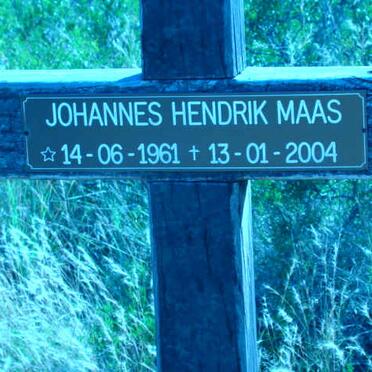 JOHANNES HENDRIK MAAS
☆ 14-06-1961 ✝ 13-01-2004